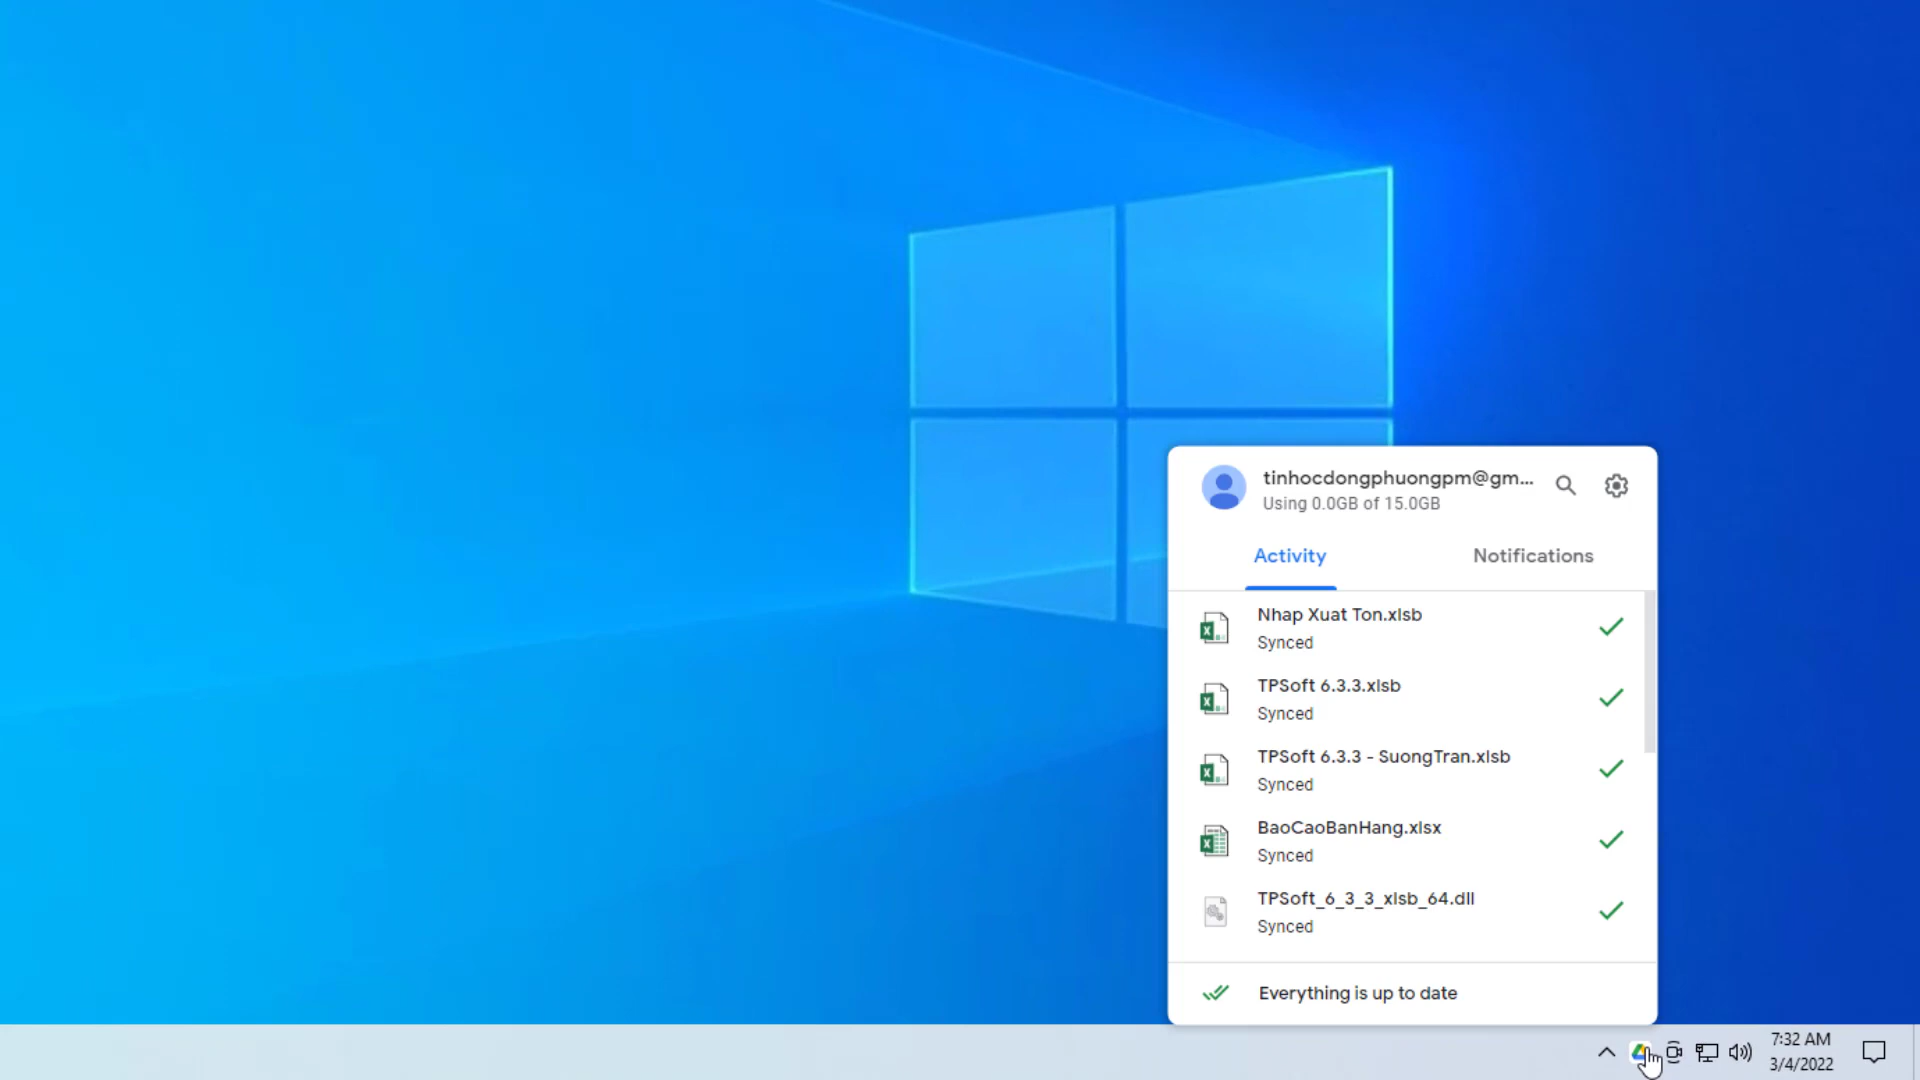 tinhocdongphuongpm@gm...
Using 0.0GB of 15.0GB
Activity
Notifications
Nhap Xuat Ton.xlsb
Synced
TPSoft 6.3.3.xlsb
Synced
TPSoft 6.3.3 - SuongTran.xlsb
Synced
BaoCaoBanHang.xlsx
Synced
TPSoft_6_3_3_xlsb_64.dll
Synced
Everything is up to date
7:32 AM
3/4/2022